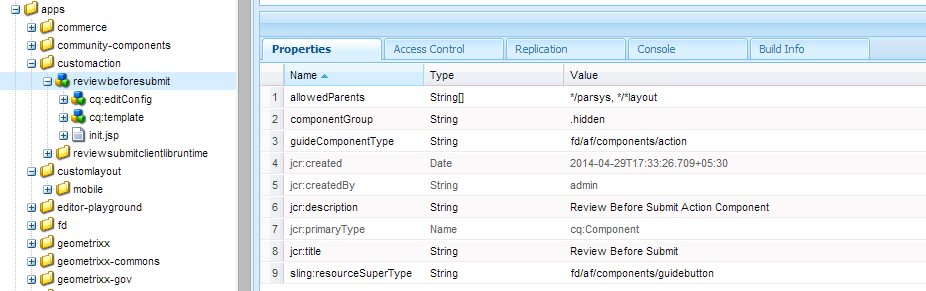 apps
commerce
community-components
customaction
reviewbeforesubmit
cq:editConfig
cq:template
init.jsp
reviewsubmitclientlibruntime
customlayout
mobile
editor-playground
fd
geometrixx
geometrixx-commons
geometrixx-gov
Properties Access Control Replication Console Build Info
Name Type Value
1 allowedParents String[] */parsys, */*layout
2 componentGroup String .hidden
3 guideComponentType String fd/af/components/action
4 jcr:created Date 2014-04-29T17:33:26.709+05:30
5 jcr:createdBy String admin
6 jcr:description String Review Before Submit Action Component
7 jcr:primaryType Name cq:Component
8 jcr:title String Review Before Submit
9 sling:resourceSuperType String fd/af/components/guidebutton